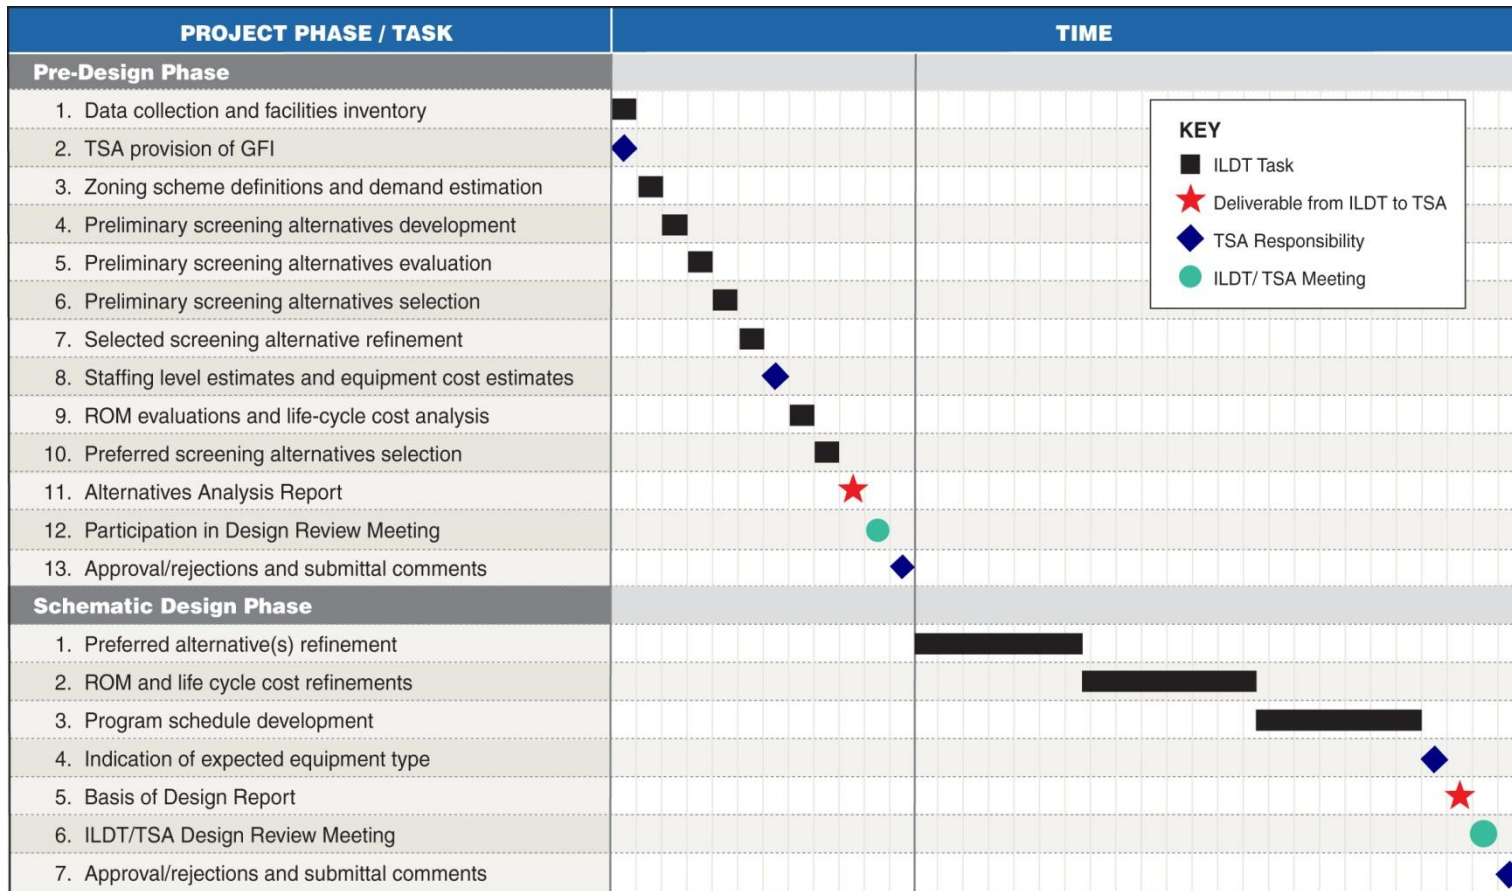 PROJECT PHASE / TASK
TIME
Pre-Design Phase
1. Data collection and facilities inventory
2. TSA provision of GFI
3. Zoning scheme definitions and demand estimation
4. Preliminary screening alternatives development
5. Preliminary screening alternatives evaluation
6. Preliminary screening alternatives selection
7. Selected screening alternative refinement
8. Staffing level estimates and equipment cost estimates
9. ROM evaluations and life-cycle cost analysis
10. Preferred screening alternatives selection
11. Alternatives Analysis Report
12. Participation in Design Review Meeting
13. Approval/rejections and submittal comments
Schematic Design Phase
1. Preferred alternative(s) refinement
2. ROM and life cycle cost refinements
3. Program schedule development
4. Indication of expected equipment type
5. Basis of Design Report
6. ILDT/TSA Design Review Meeting
7. Approval/rejections and submittal comments
KEY
ILDT Task
Deliverable from ILDT to TSA
TSA Responsibility
ILDT/ TSA Meeting